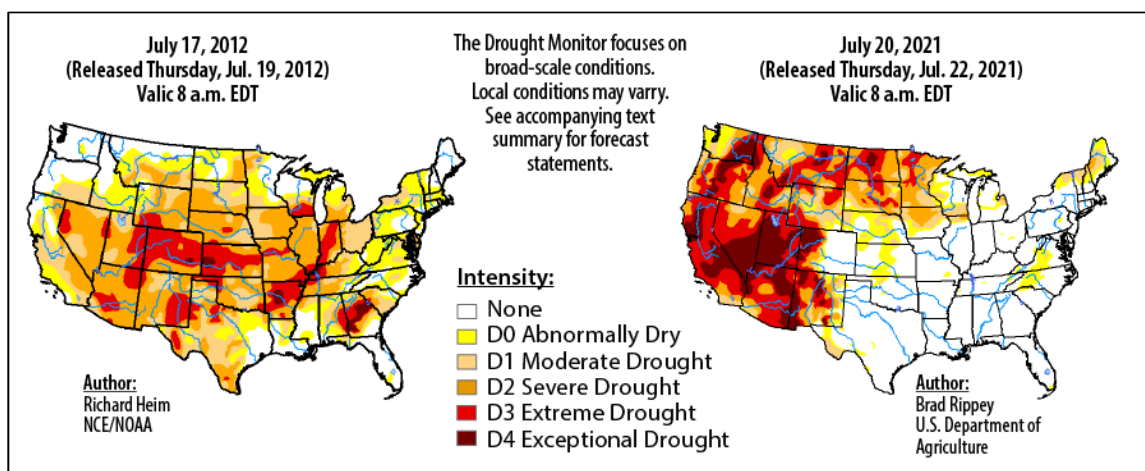 July 17, 2012
(Released Thursday, Jul. 19, 2012)
Valic 8 a.m. EDT
The Drought Monitor focuses on
broad-scale conditions.
Local conditions may vary.
See accompanying text
summary for forecast
statements.
July 20, 2021
(Released Thursday, Jul. 22, 2021)
Valic 8 a.m. EDT
Intensity:
None
D0 Abnormally Dry
D1 Moderate Drought
D2 Severe Drought
D3 Extreme Drought
D4 Exceptional Drought
Author:
Richard Heim
NCE/NOAA
Author:
Brad Rippey
U.S. Department of
Agriculture